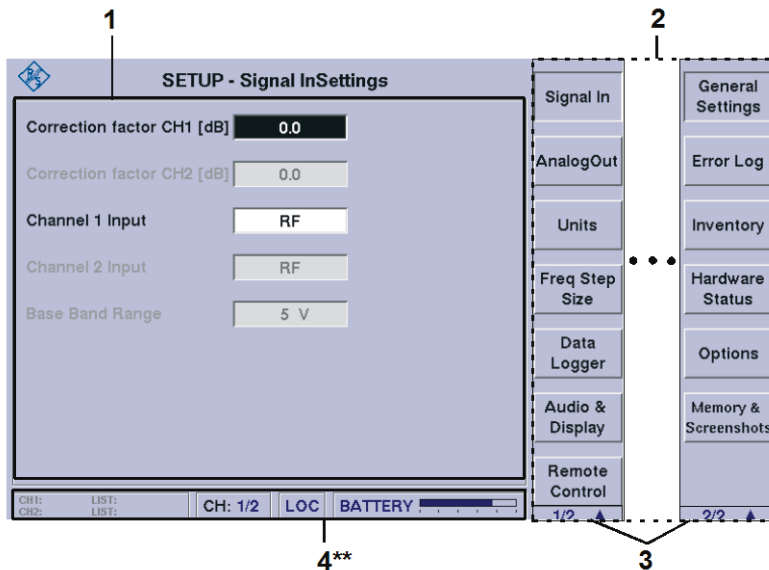 1
2
R S
SETUP - Signal InSettings
Correction factor CH1 [dB] 0.0
Correction factor CH2 [dB] 0.0
Channel 1 Input RF
Channel 2 Input RF
Base Band Range 5 V
Signal In
AnalogOut
Units
Freq Step
Size
Data
Logger
Audio &
Display
Remote
Control
1/2 ▲
• • •
General
Settings
Error Log
Inventory
Hardware
Status
Options
Memory &
Screenshots
2/2 ▲
CH1: LIST:
CH2: LIST:
CH: 1/2 LOC BATTERY
4**
3